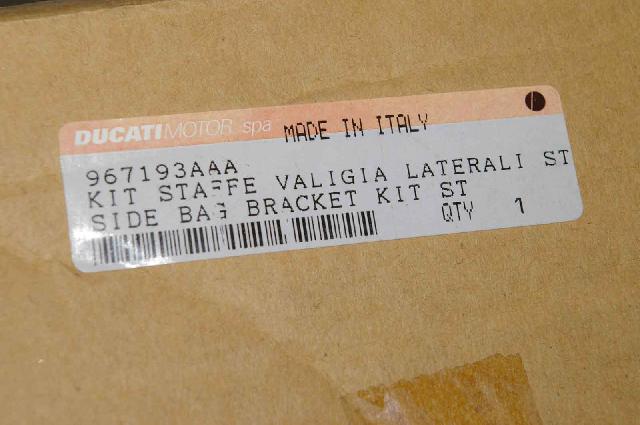 DUCATIMOTOR spa MADE IN ITALY
967193AAA
KIT STAFFE VALIGIA LATERALI ST
SIDE BAG BRACKET KIT ST
QTY 1